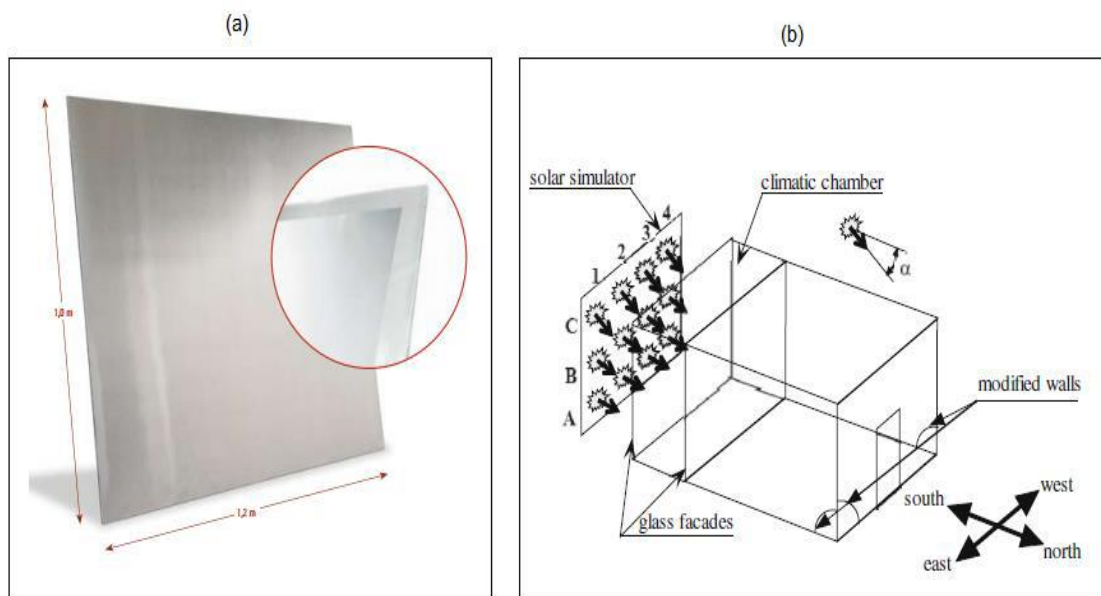 (a)
(b)
1,0 m
1,2 m
solar simulator
climatic chamber
4
3
2
1
α
C
B
A
modified walls
glass facades
south
west
east
north